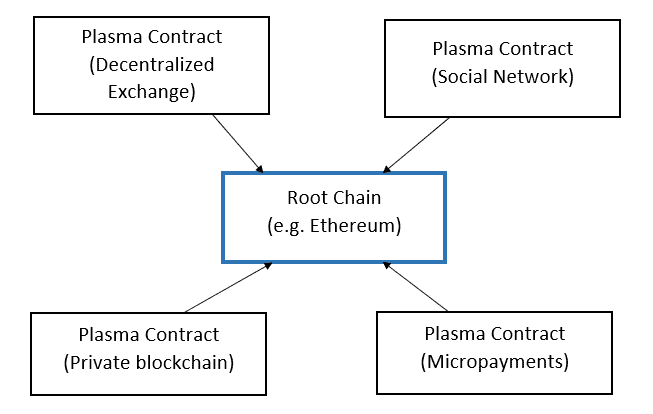 Plasma Contract
(Decentralized
Exchange)
Plasma Contract
(Social Network)
Root Chain
(e.g. Ethereum)
Plasma Contract
(Private blockchain)
Plasma Contract
(Micropayments)